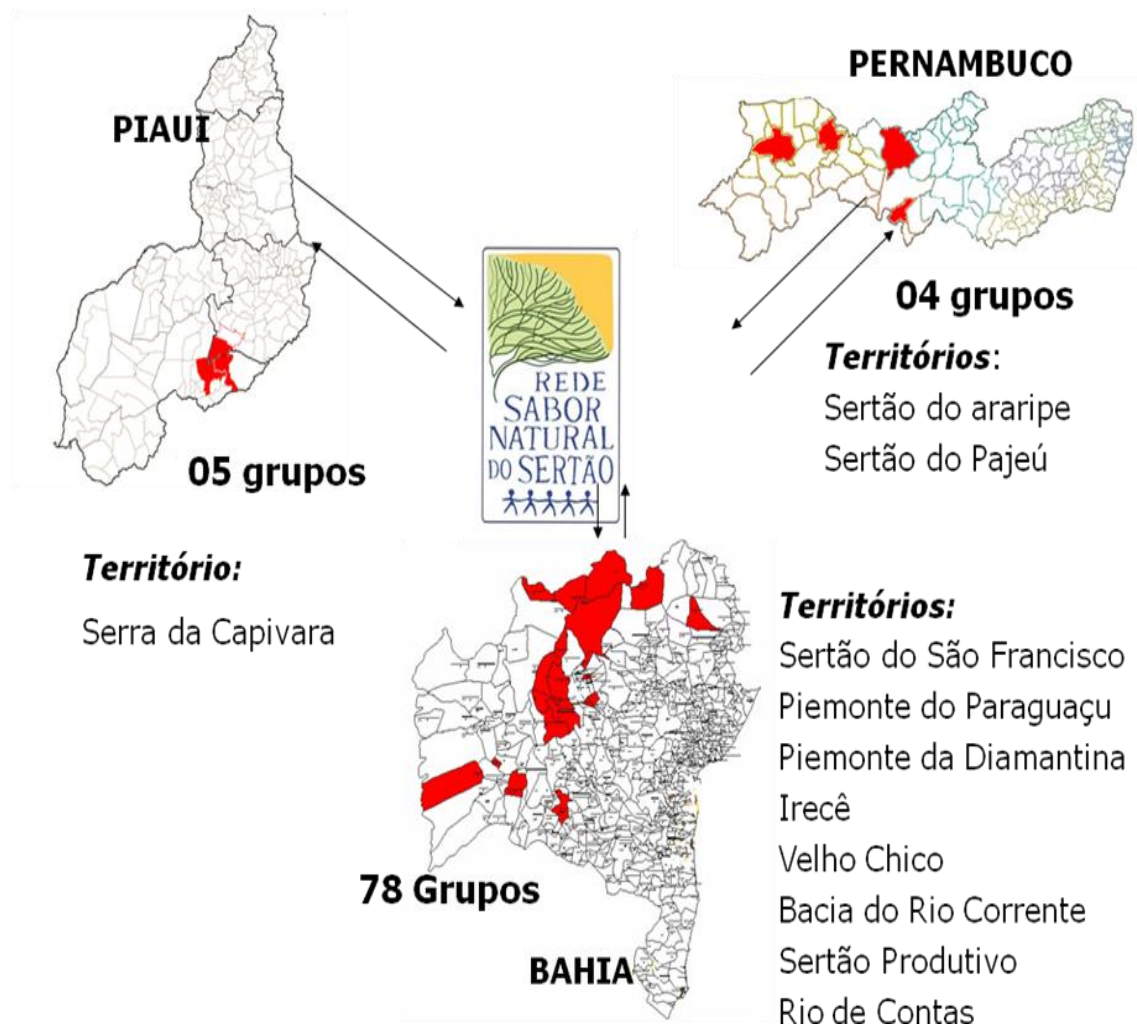 PIAUI
05 grupos
Território:
Serra da Capivara
PERNAMBUCO
04 grupos
Territórios:
Sertão do araripe
Sertão do Pajeú
REDE
SABOR
NATURAL
DO SERTÃO
78 Grupos
BAHIA
Territórios:
Sertão do São Francisco
Piemonte do Paraguaçu
Piemonte da Diamantina
Irecê
Velho Chico
Bacia do Rio Corrente
Sertão Produtivo
Rio de Contas